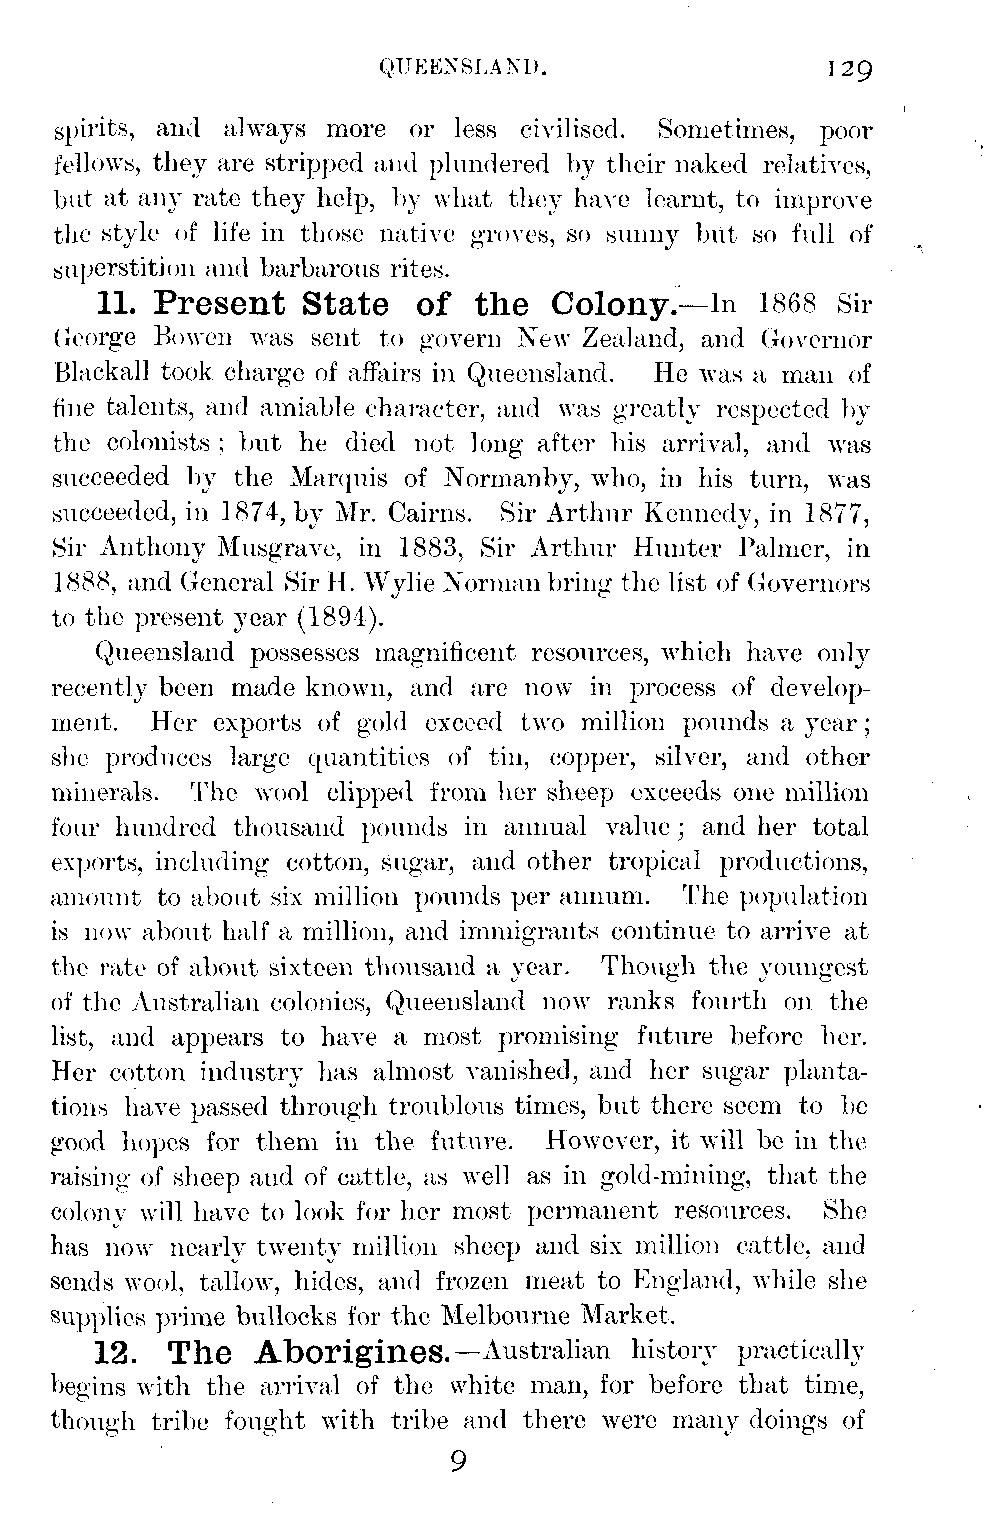 QUEENSLAND. 129
spirits, and always more or less civilised. Sometimes, poor
fellows, they are stripped and plundered by their naked relatives,
but at any rate they help, by what they have learnt, to improve
the style of life in those native groves, so sunny but so full of
superstition and barbarous rites.
11. Present State of the Colony.—In 1868 Sir
George Bowen was sent to govern New Zealand, and Governor
Blackall took charge of affairs in Queensland. He was a man of
fine talents, and amiable character, and was greatly respected by
the colonists; but he died not long after his arrival, and was
succeeded by the Marquis of Normanby, who, in his turn, was
succeeded, in 1874, by Mr. Cairns. Sir Arthur Kennedy, in 1877,
Sir Anthony Musgrave, in 1883, Sir Arthur Hunter Palmer, in
1888, and General Sir H. Wylie Norman bring the list of Governors
to the present year (1894).
Queensland possesses magnificent resources, which have only
recently been made known, and are now in process of develop-
ment. Her exports of gold exceed two million pounds a year;
she produces large quantities of tin, copper, silver, and other
minerals. The wool clipped from her sheep exceeds one million
four hundred thousand pounds in annual value; and her total
exports, including cotton, sugar, and other tropical productions,
amount to about six million pounds per annum. The population
is now about half a million, and immigrants continue to arrive at
the rate of about sixteen thousand a year. Though the youngest
of the Australian colonies, Queensland now ranks fourth on the
list, and appears to have a most promising future before her.
Her cotton industry has almost vanished, and her sugar planta-
tions have passed through troublous times, but there seem to be
good hopes for them in the future. However, it will be in the
raising of sheep and of cattle, as well as in gold-mining, that the
colony will have to look for her most permanent resources. She
has now nearly twenty million sheep and six million cattle, and
sends wool, tallow, hides, and frozen meat to England, while she
supplies prime bullocks for the Melbourne Market.
12. The Aborigines.—Australian history practically
begins with the arrival of the white man, for before that time,
though tribe fought with tribe and there were many doings of
9